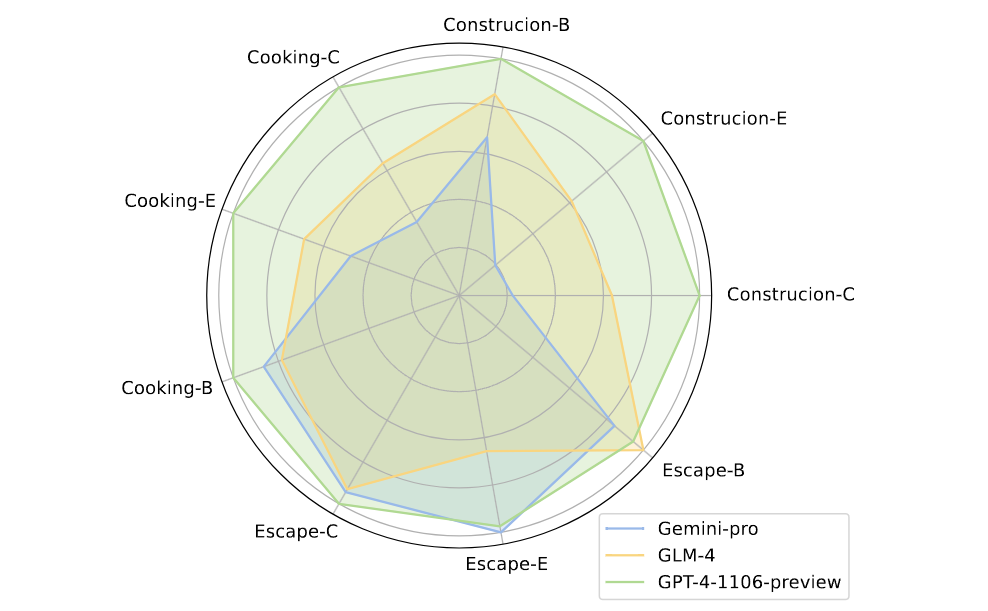 Construcion-B
Cooking-C
Construcion-E
Cooking-E
Construcion-C
Cooking-B
Escape-B
Escape-C
Escape-E
Gemini-pro
GLM-4
GPT-4-1106-preview